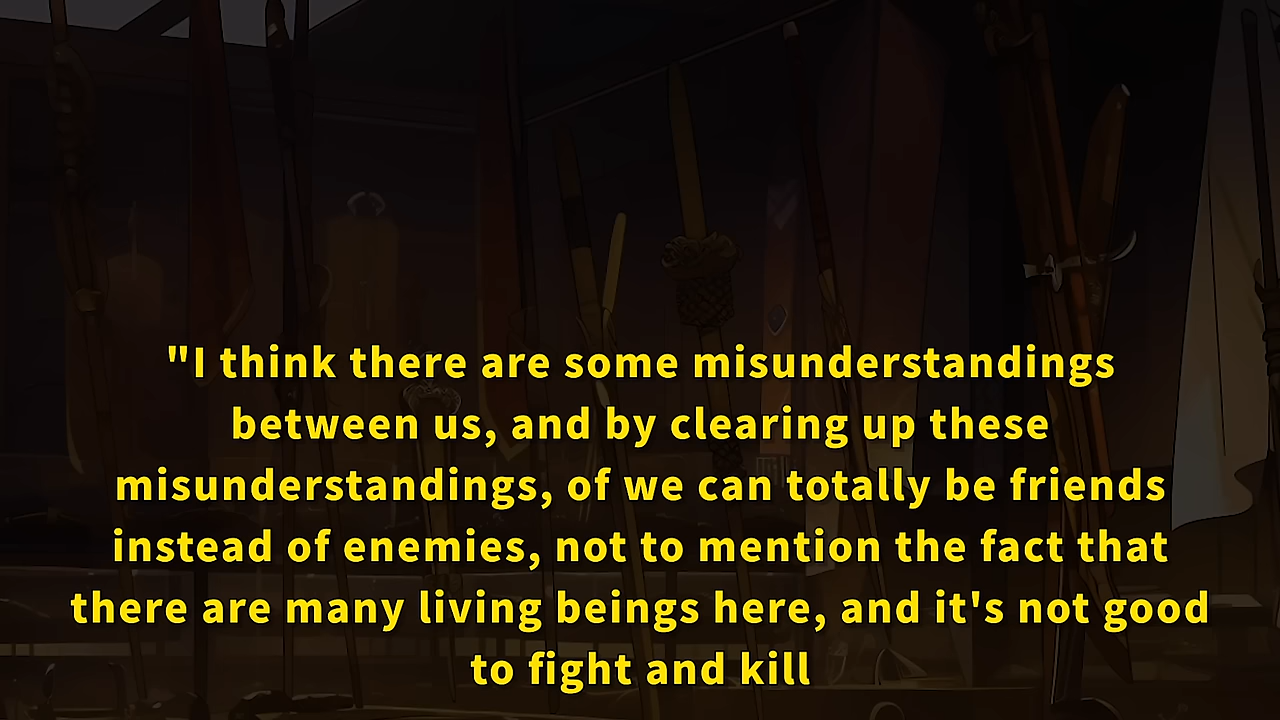 "I think there are some misunderstandings
between us, and by clearing up these
misunderstandings, of we can totally be friends
instead of enemies, not to mention the fact that
there are many living beings here, and it's not good
to fight and kill